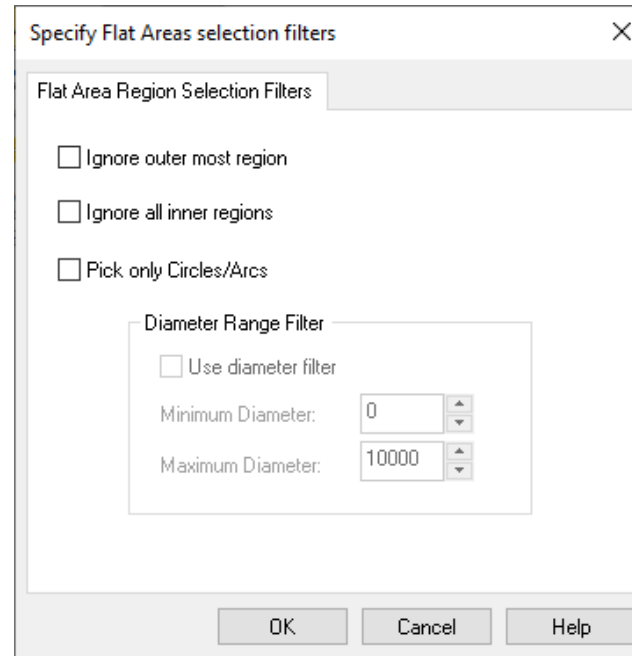 Specify Flat Areas selection filters
Flat Area Region Selection Filters
Ignore outer most region
Ignore all inner regions
Pick only Circles/Arcs
Diameter Range Filter
Use diameter filter
Minimum Diameter: 0
Maximum Diameter: 10000
OK Cancel Help